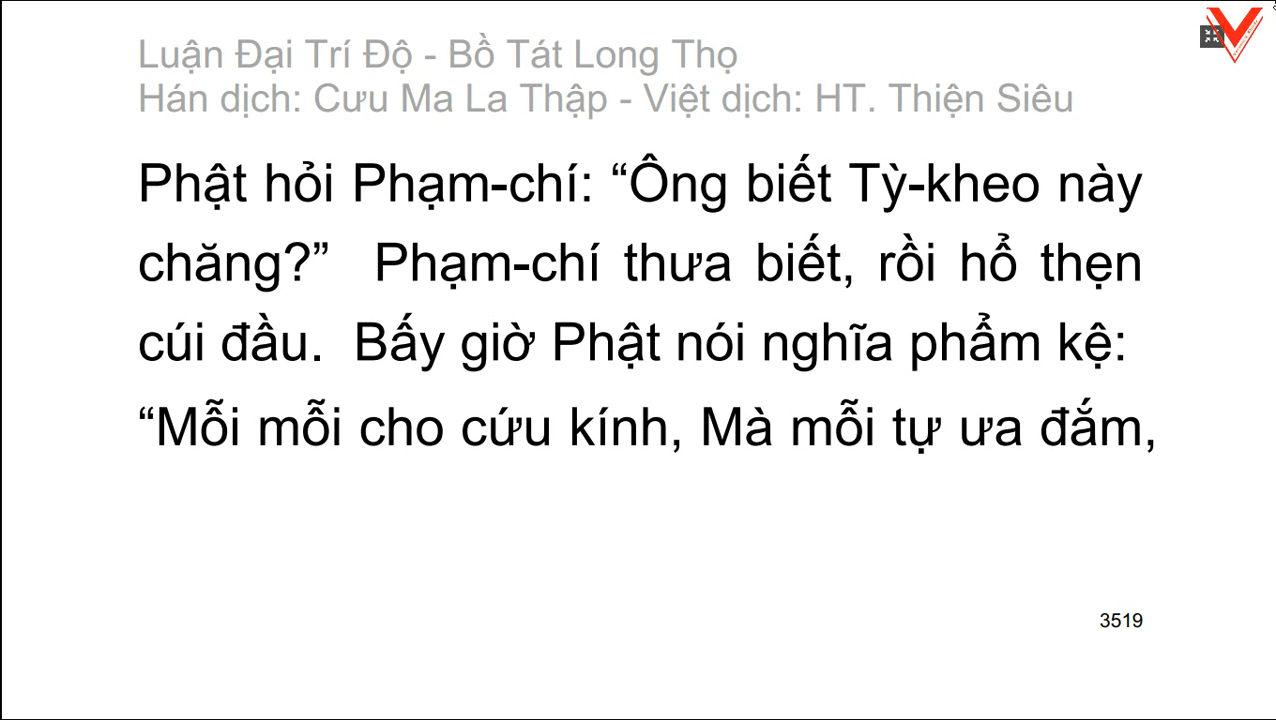 Luận Đại Trí Độ - Bồ Tát Long Thọ
Hán dịch: Cưu Ma La Thập - Việt dịch: HT. Thiện Siêu
Phật hỏi Phạm-chí: “Ông biết Tỳ-kheo này
chăng?” Phạm-chí thưa biết, rồi hổ thẹn
cúi đầu. Bấy giờ Phật nói nghĩa phẩm kệ:
“Mỗi mỗi cho cứu kính, Mà mỗi tự ưa đắm,
3519